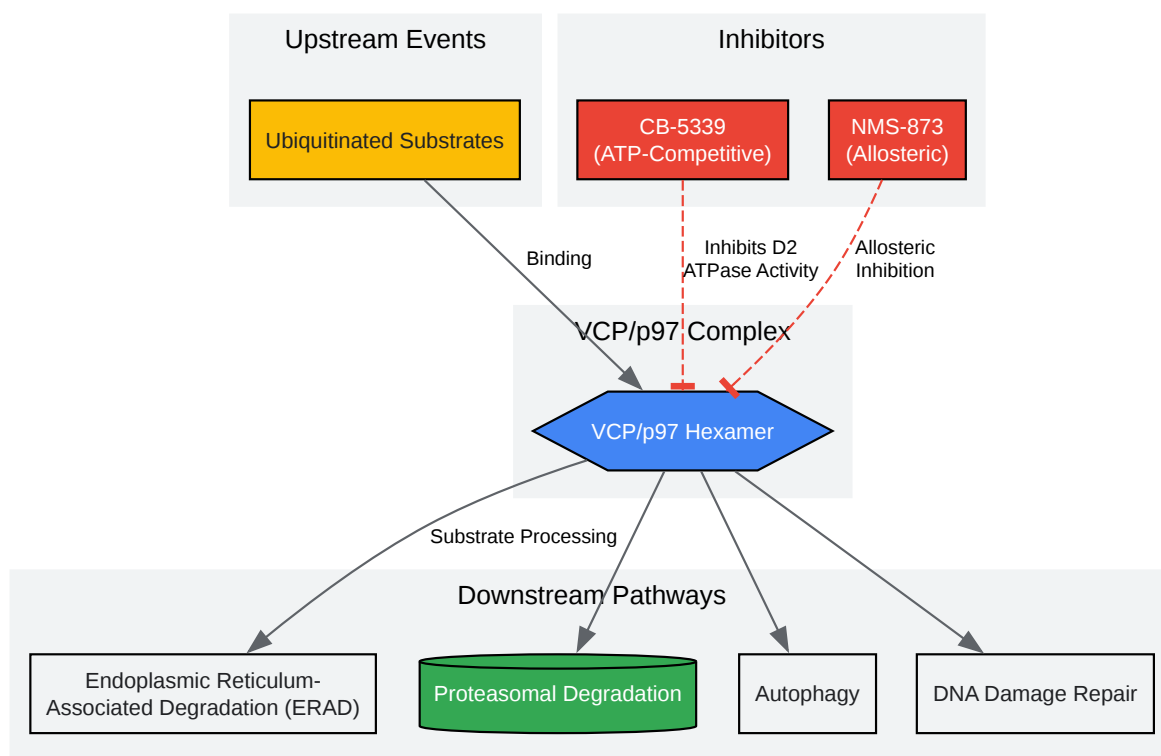 Upstream Events
Inhibitors
Ubiquitinated Substrates
CB-5339
(ATP-Competitive)
NMS-873
(Allosteric)
Binding
Inhibits D2
ATPase Activity
Allosteric
Inhibition
VCP/p97 Complex
VCP/p97 Hexamer
Substrate Processing
Downstream Pathways
Endoplasmic Reticulum-
Associated Degradation (ERAD)
Proteasomal Degradation
Autophagy
DNA Damage Repair